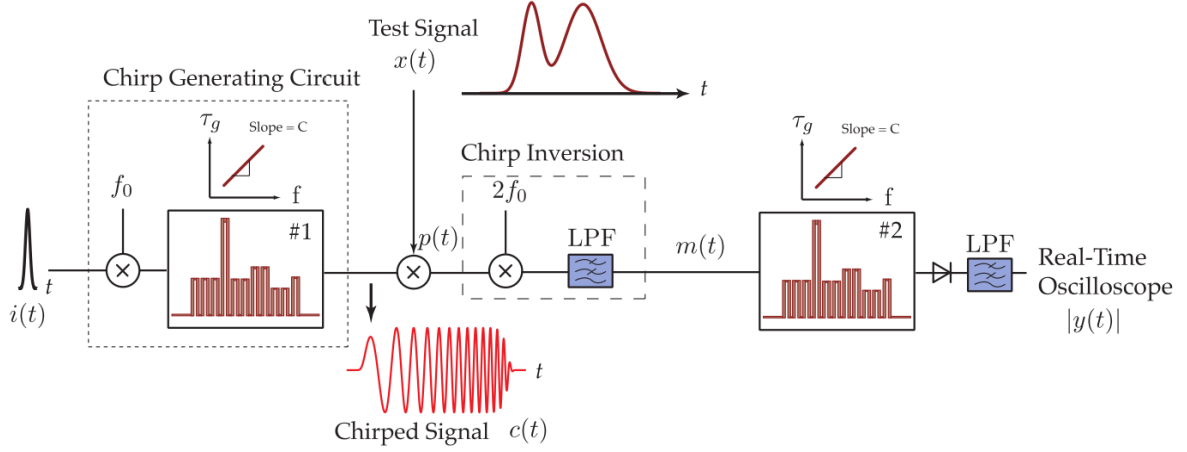 Test Signal
x(t)
t
Chirp Generating Circuit
τg
Slope = C
f
f0
#1
t
i(t)
p(t)
Chirp Inversion
2f0
LPF
m(t)
τg
Slope = C
f
#2
LPF
Real-Time
Oscilloscope
|y(t)|
t
Chirped Signal c(t)